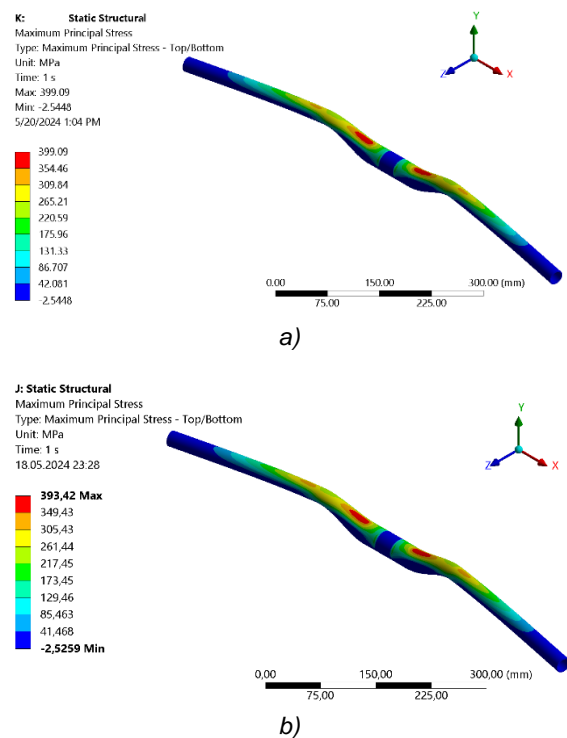 K: Static Structural
Maximum Principal Stress
Type: Maximum Principal Stress - Top/Bottom
Unit: MPa
Time: 1 s
Max: 399.09
Min: -2.5448
5/20/2024 1:04 PM
Y
Z
X
399.09
354.46
309.84
265.21
220.59
175.96
131.33
86.707
42.081
-2.5448
0.00 150.00 300.00 (mm)
75.00 225.00
a)
J: Static Structural
Maximum Principal Stress
Type: Maximum Principal Stress - Top/Bottom
Unit: MPa
Time: 1 s
18.05.2024 23:28
Y
Z
X
393,42 Max
349,43
305,43
261,44
217,45
173,45
129,46
85,463
41,468
-2,5259 Min
0,00 150,00 300,00 (mm)
75,00 225,00
b)